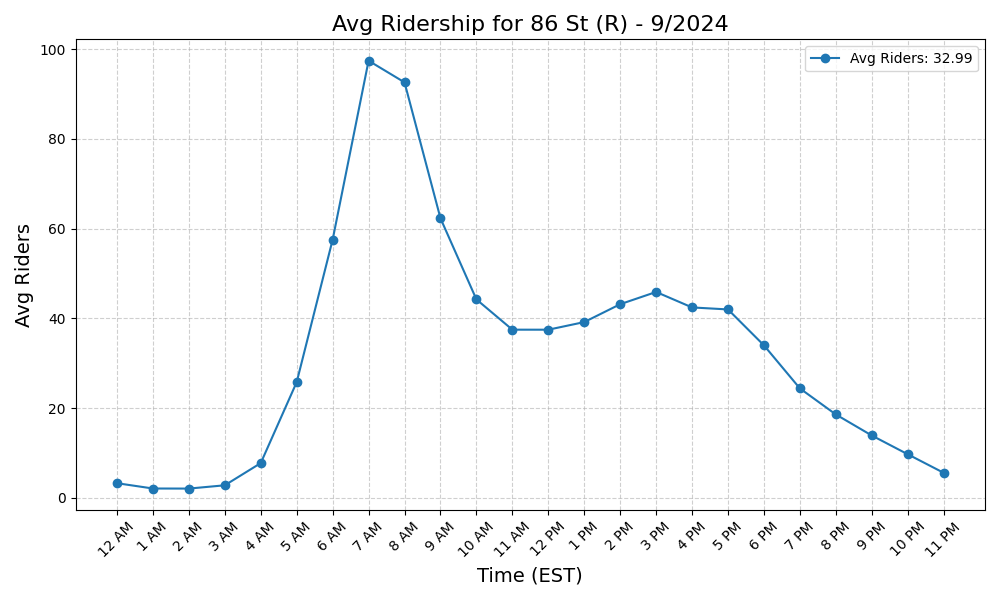 Avg Ridership for 86 St (R) - 9/2024
Avg Riders: 32.99
Avg Riders
100
80
60
40
20
0
12 AM 1 AM 2 AM 3 AM 4 AM 5 AM 6 AM 7 AM 8 AM 9 AM 10 AM 11 AM 12 PM 1 PM 2 PM 3 PM 4 PM 5 PM 6 PM 7 PM 8 PM 9 PM 10 PM 11 PM
Time (EST)